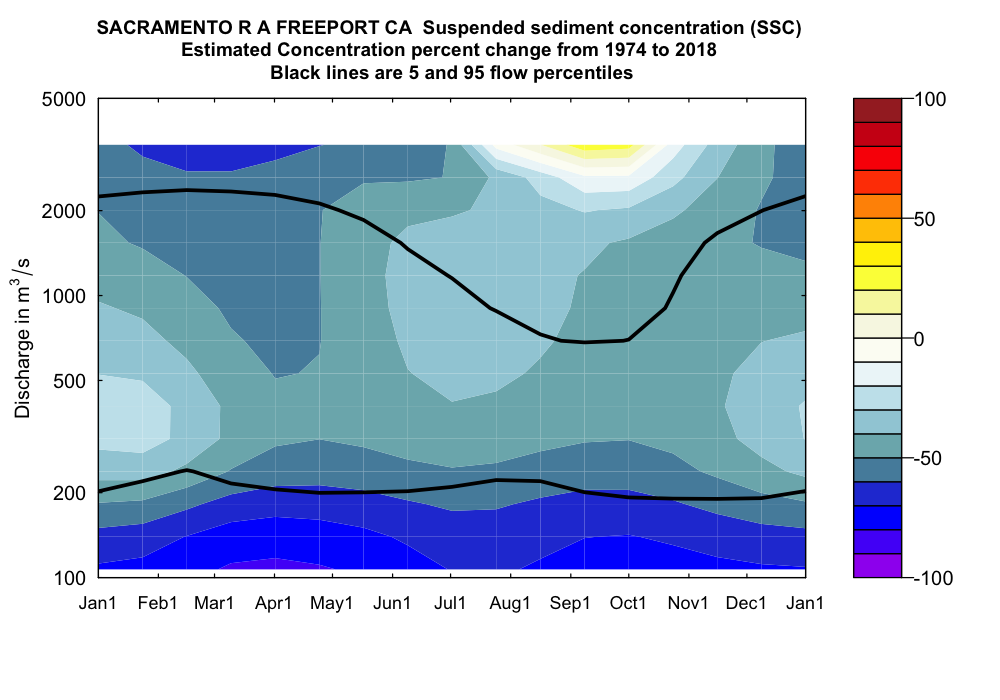 SACRAMENTO R A FREEPORT CA  Suspended sediment concentration (SSC)
Estimated Concentration percent change from 1974 to 2018
Black lines are 5 and 95 flow percentiles
Discharge in m³/s
5000
2000
1000
500
200
100
Jan1 Feb1 Mar1 Apr1 May1 Jun1 Jul1 Aug1 Sep1 Oct1 Nov1 Dec1 Jan1
100
50
0
-50
-100